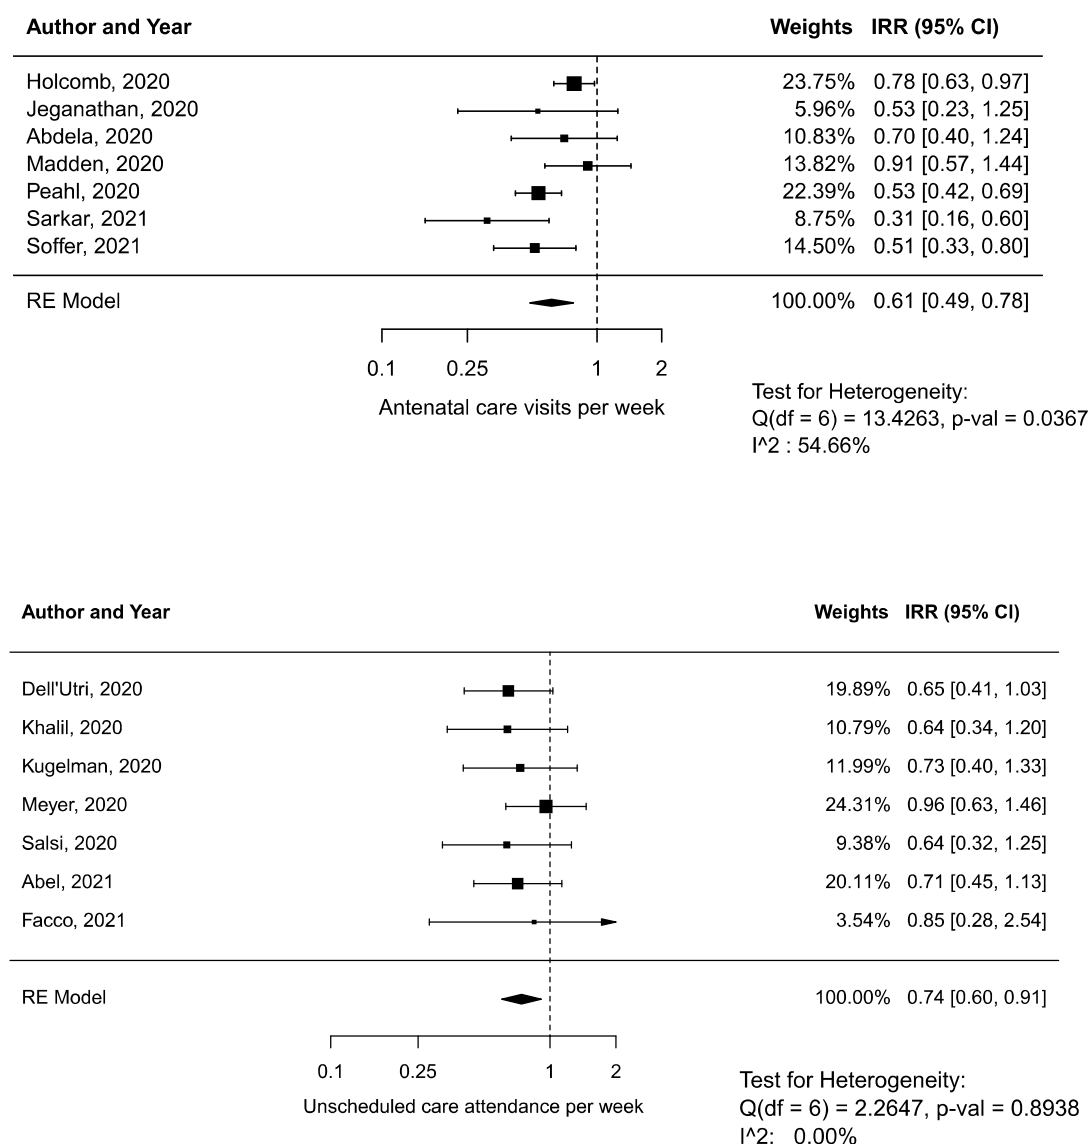 Author and Year Weights IRR (95% CI)
Holcomb, 2020 23.75% 0.78 [0.63, 0.97]
Jeganathan, 2020 5.96% 0.53 [0.23, 1.25]
Abdela, 2020 10.83% 0.70 [0.40, 1.24]
Madden, 2020 13.82% 0.91 [0.57, 1.44]
Peahl, 2020 22.39% 0.53 [0.42, 0.69]
Sarkar, 2021 8.75% 0.31 [0.16, 0.60]
Soffer, 2021 14.50% 0.51 [0.33, 0.80]
RE Model 100.00% 0.61 [0.49, 0.78]
0.1 0.25 1 2
Antenatal care visits per week
Test for Heterogeneity:
Q(df = 6) = 13.4263, p-val = 0.0367
I^2 : 54.66%
Author and Year Weights IRR (95% CI)
Dell'Utri, 2020 19.89% 0.65 [0.41, 1.03]
Khalil, 2020 10.79% 0.64 [0.34, 1.20]
Kugelman, 2020 11.99% 0.73 [0.40, 1.33]
Meyer, 2020 24.31% 0.96 [0.63, 1.46]
Salsi, 2020 9.38% 0.64 [0.32, 1.25]
Abel, 2021 20.11% 0.71 [0.45, 1.13]
Facco, 2021 3.54% 0.85 [0.28, 2.54]
RE Model 100.00% 0.74 [0.60, 0.91]
0.1 0.25 1 2
Unscheduled care attendance per week
Test for Heterogeneity:
Q(df = 6) = 2.2647, p-val = 0.8938
I^2: 0.00%